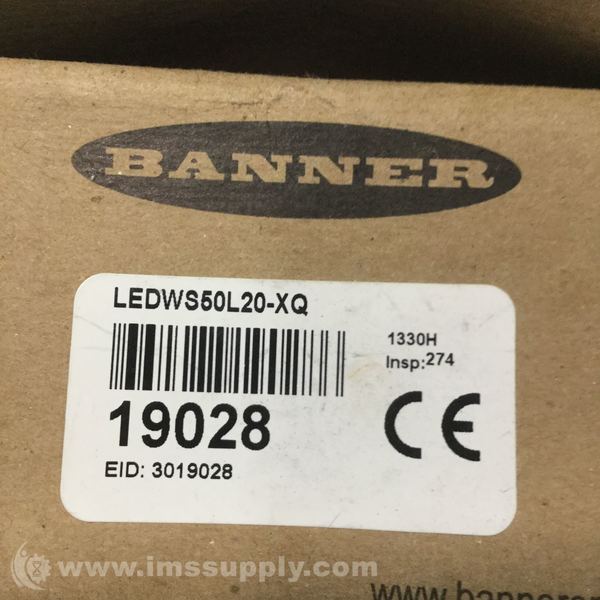 BANNER
LEDWS50L20-XQ
1330H
Insp:274
19028
EID: 3019028
CE
www.imssupply.com